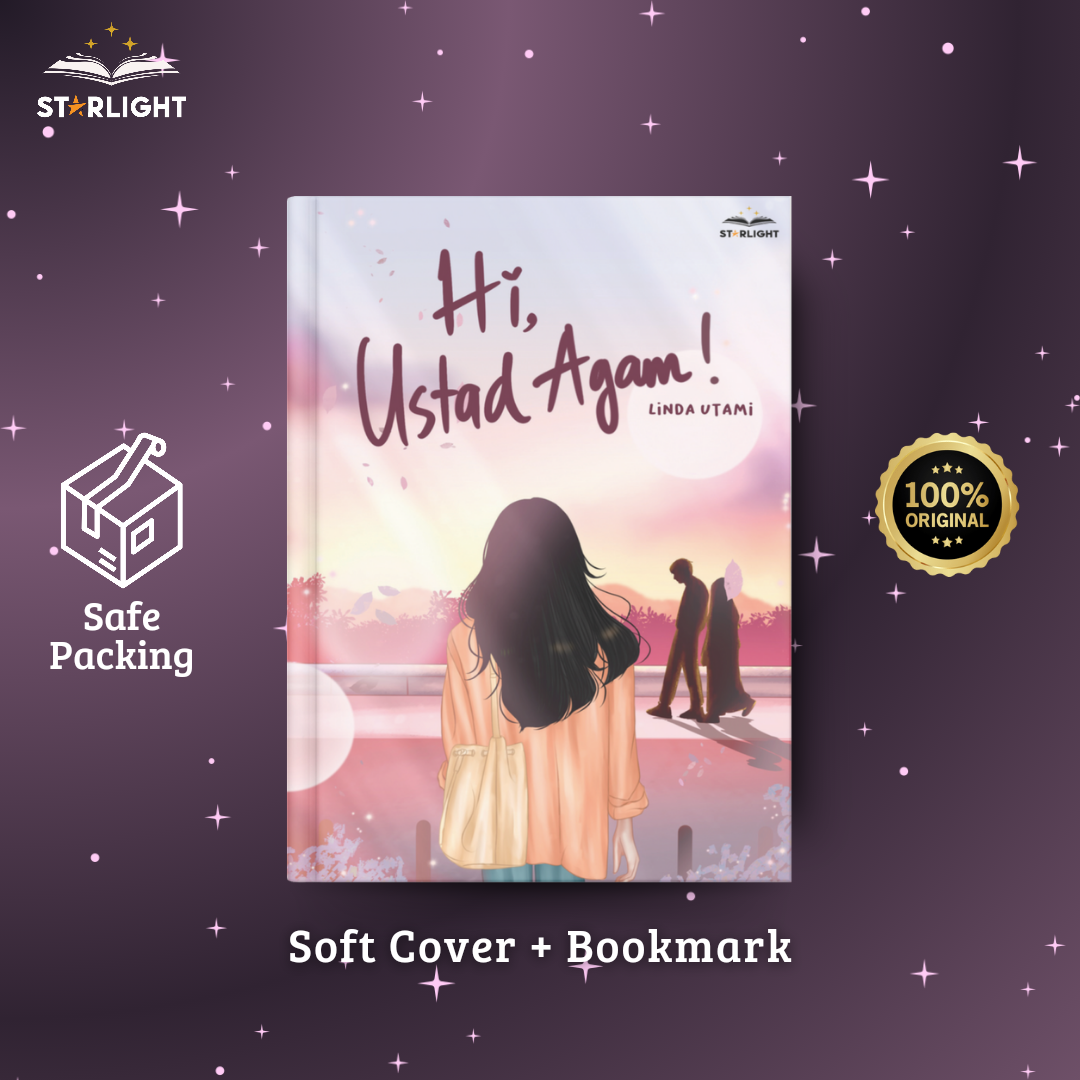 STARLIGHT
STARLIGHT
Hi,
Ustad Agam!
LINDA UTAMI
Safe
Packing
100%
ORIGINAL
Soft Cover + Bookmark